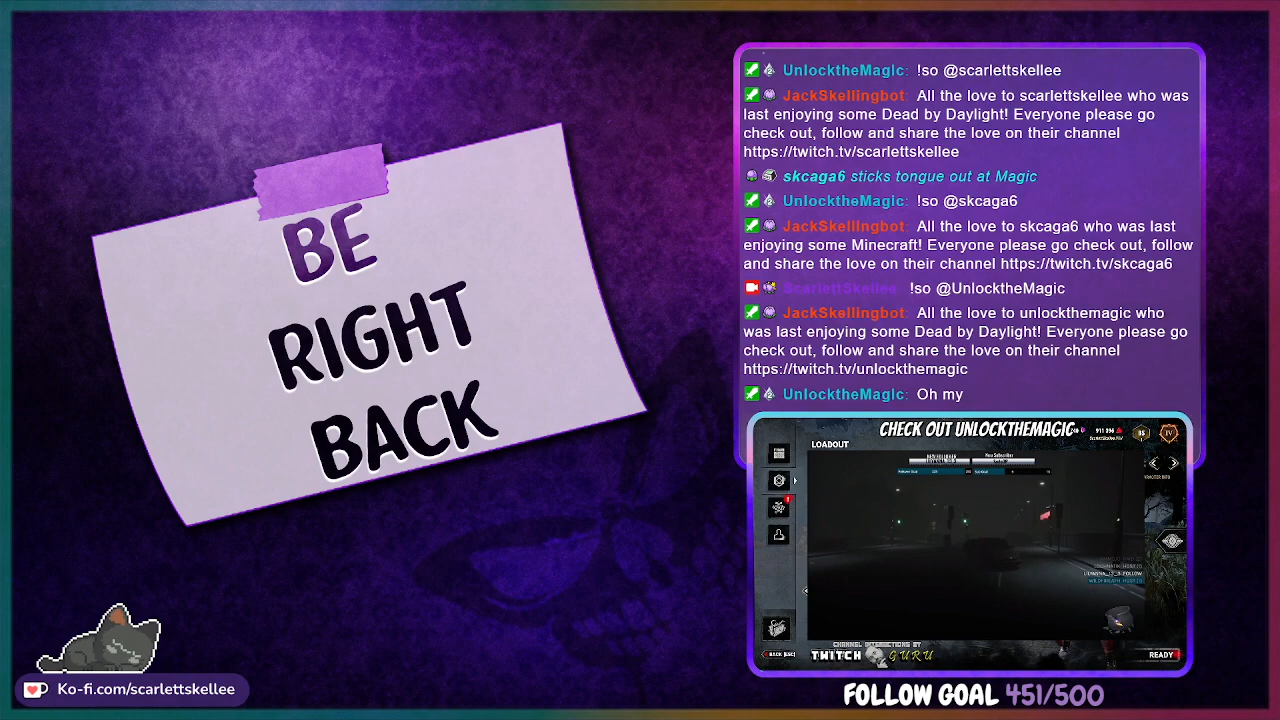 BE
RIGHT
BACK
UnlocktheMagic: !so @scarlettskellee
JackSkellingbot: All the love to scarlettskellee who was
last enjoying some Dead by Daylight! Everyone please go
check out, follow and share the love on their channel
https://twitch.tv/scarlettskellee
skcaga6 sticks tongue out at Magic
UnlocktheMagic: !so @skcaga6
JackSkellingbot: All the love to skcaga6 who was last
enjoying some Minecraft! Everyone please go check out, follow
and share the love on their channel https://twitch.tv/skcaga6
ScarlettSkellee: !so @UnlocktheMagic
JackSkellingbot: All the love to unlockthemagic who
was last enjoying some Dead by Daylight! Everyone please go
check out, follow and share the love on their channel
https://twitch.tv/unlockthemagic
UnlocktheMagic: Oh my
CHECK OUT UNLOCKTHEMAGIC
LOADOUT
New Subscriber
BACK [ESC]
CHANNEL INTERACTIONS BY
TWITCH GURU
READY
FOLLOW GOAL 451/500
Ko-fi.com/scarlettskellee